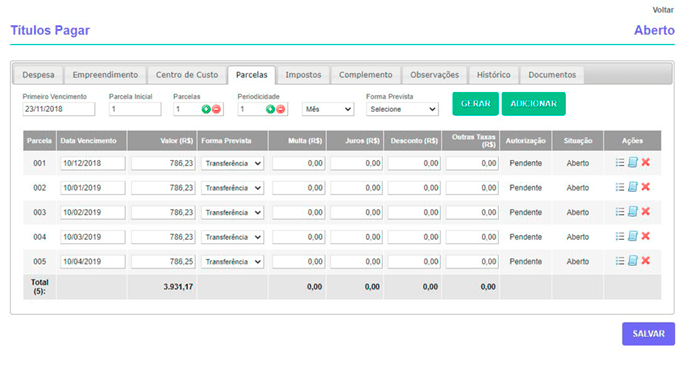 Voltar
Títulos Pagar Aberto
Despesa Empreendimento Centro de Custo Parcelas Impostos Complemento Observações Histórico Documentos
Primeiro Vencimento Parcela Inicial Parcelas Periodicidade Forma Prevista
23/11/2018 1 1 1 Mês Selecione GERAR ADICIONAR
Parcela Data Vencimento Valor (R$) Forma Prevista Multa (R$) Juros (R$) Desconto (R$) Outras Taxas (R$) Autorização Situação Ações
001 10/12/2018 786,23 Transferência 0,00 0,00 0,00 0,00 Pendente Aberto
002 10/01/2019 786,23 Transferência 0,00 0,00 0,00 0,00 Pendente Aberto
003 10/02/2019 786,23 Transferência 0,00 0,00 0,00 0,00 Pendente Aberto
004 10/03/2019 786,23 Transferência 0,00 0,00 0,00 0,00 Pendente Aberto
005 10/04/2019 786,25 Transferência 0,00 0,00 0,00 0,00 Pendente Aberto
Total (5): 3.931,17 0,00 0,00 0,00 0,00
SALVAR